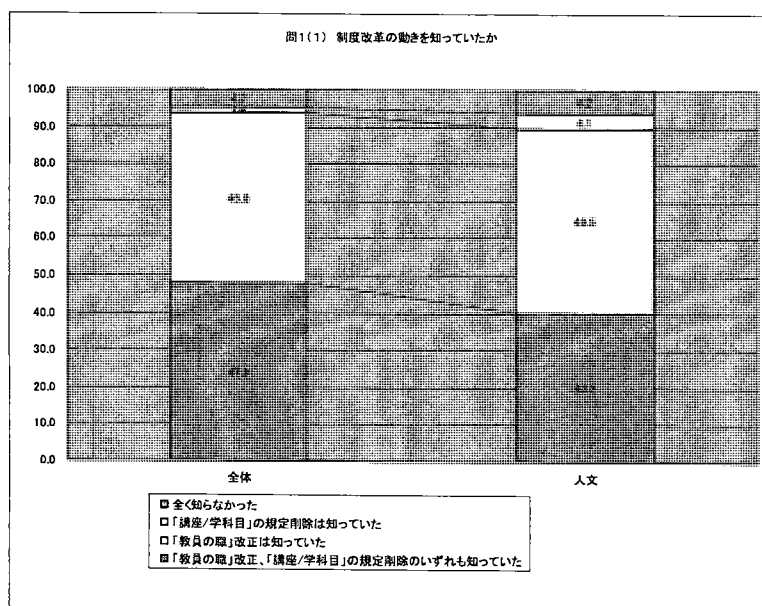 問1(1) 制度改革の動きを知っていたか
100.0
90.0
80.0
70.0
60.0
50.0
40.0
30.0
20.0
10.0
0.0
全体
人文
全く知らなかった
「講座/学科目」の規定削除は知っていた
「教員の職」改正は知っていた
「教員の職」改正、「講座/学科目」の規定削除のいずれも知っていた